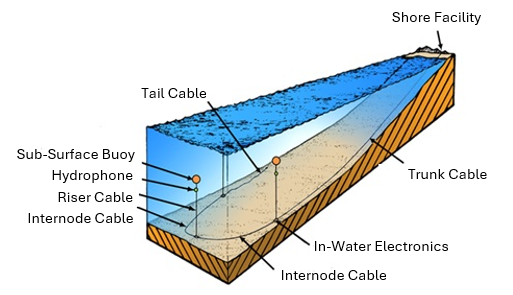 Shore Facility
Tail Cable
Sub-Surface Buoy
Hydrophone
Riser Cable
Internode Cable
Trunk Cable
In-Water Electronics
Internode Cable